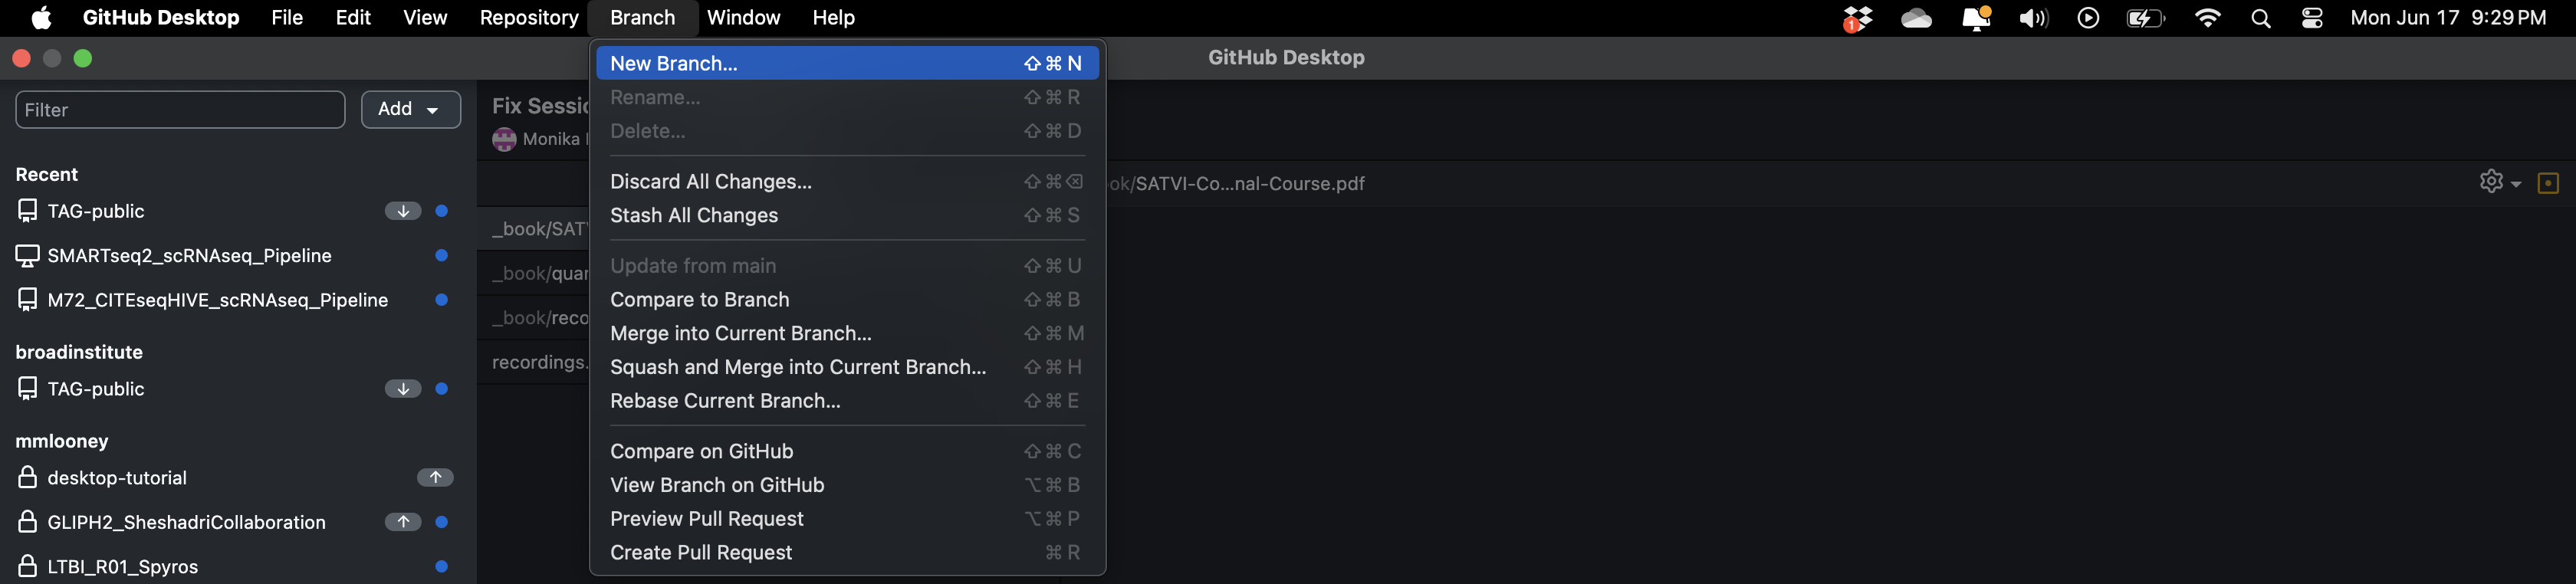 GitHub Desktop File Edit View Repository Branch Window Help 1 Mon Jun 17 9:29 PM
GitHub Desktop
Filter
Add
Recent
TAG-public
SMARTseq2_scRNAseq_Pipeline
M72_CITEseqHIVE_scRNAseq_Pipeline
broadinstitute
TAG-public
mmlooney
desktop-tutorial
GLIPH2_SheshadriCollaboration
LTBI_R01_Spyros
Fix Sessio
Monika
_book/SAT
_book/quar
_book/reco
recordings.
New Branch... ⇧⌘N
Rename... ⇧⌘R
Delete... ⇧⌘D
Discard All Changes... ⇧⌘⌫
Stash All Changes ⇧⌘S
Update from main ⇧⌘U
Compare to Branch ⇧⌘B
Merge into Current Branch... ⇧⌘M
Squash and Merge into Current Branch... ⇧⌘H
Rebase Current Branch... ⇧⌘E
Compare on GitHub ⇧⌘C
View Branch on GitHub ⌥⌘B
Preview Pull Request ⌥⌘P
Create Pull Request ⌘R
ok/SATVI-Co...nal-Course.pdf